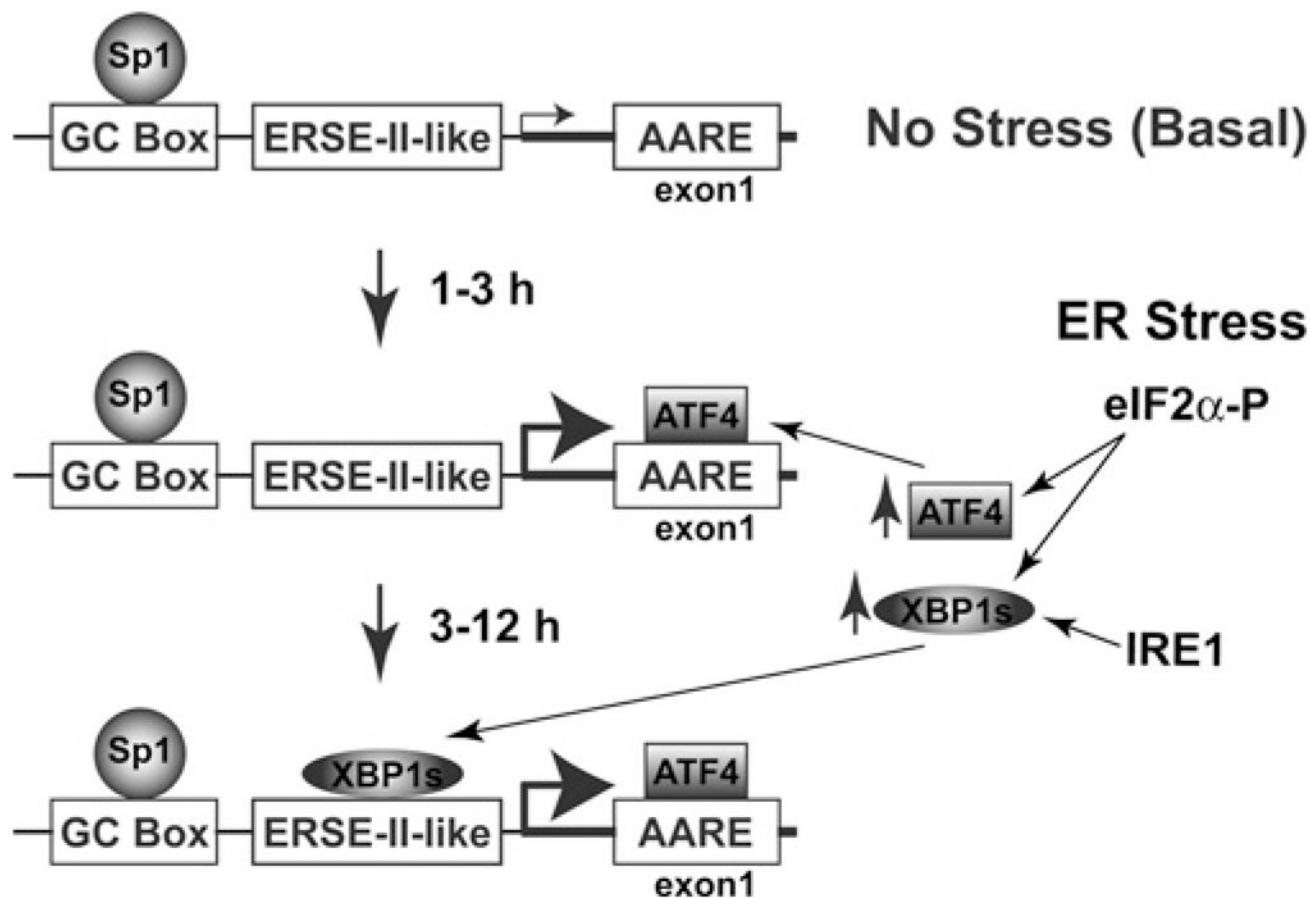 Sp1
GC Box ERSE-II-like AARE No Stress (Basal)
exon1
1-3 h
ER Stress
Sp1
ATF4 eIF2α-P
GC Box ERSE-II-like AARE
ATF4
exon1
XBP1s
3-12 h
IRE1
Sp1
XBP1s ATF4
GC Box ERSE-II-like AARE
exon1